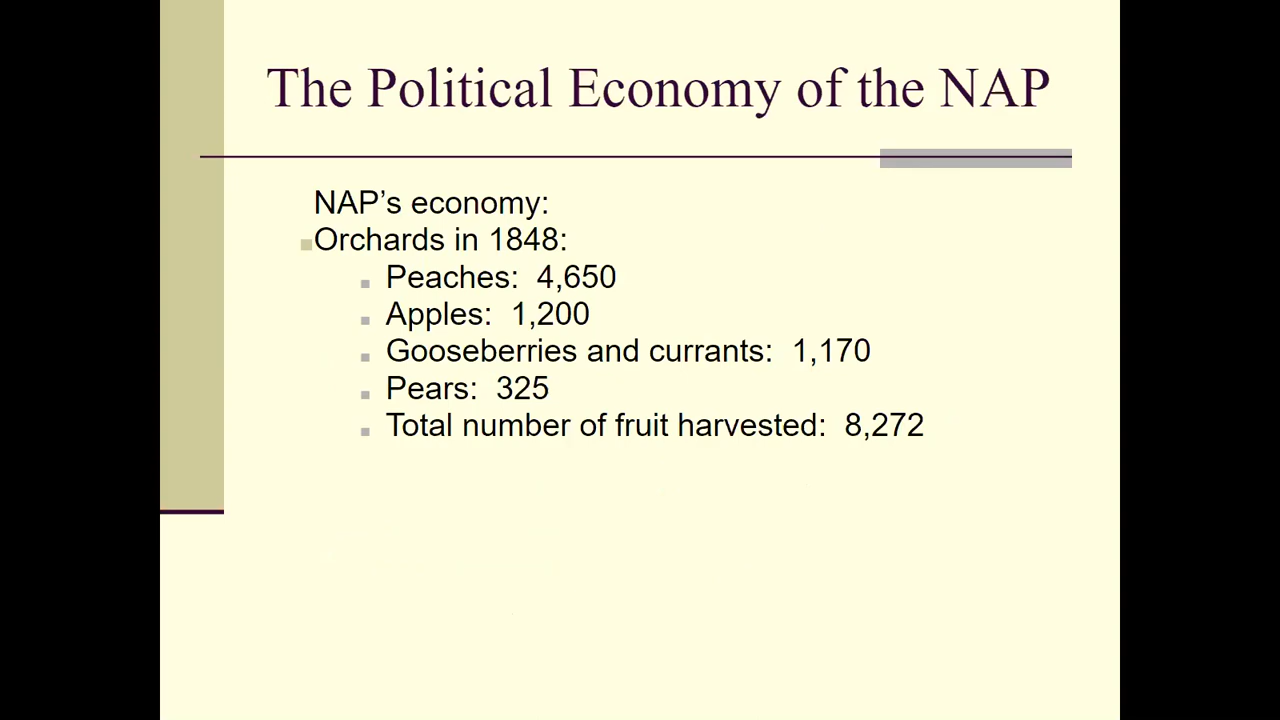 The Political Economy of the NAP
NAP’s economy:
Orchards in 1848:
Peaches:  4,650
Apples:  1,200
Gooseberries and currants:  1,170
Pears:  325
Total number of fruit harvested:  8,272